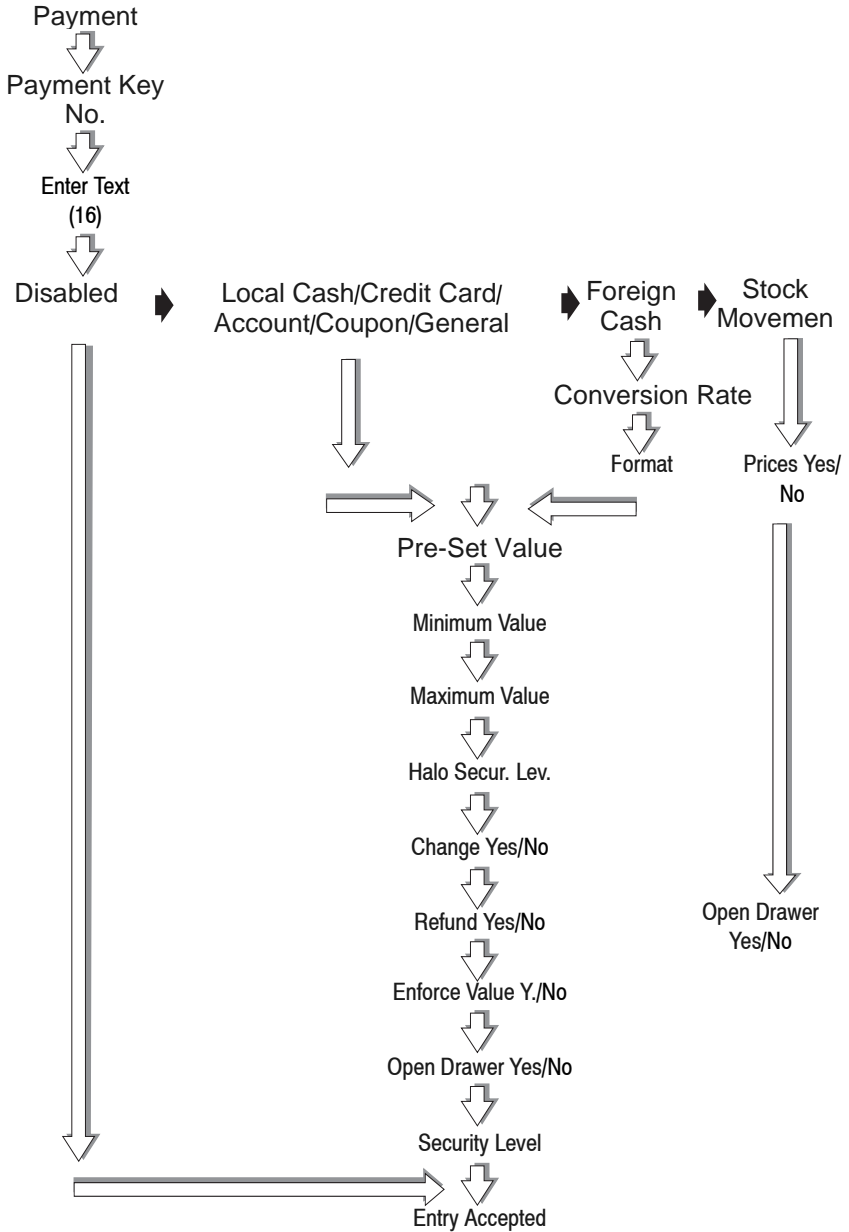 Payment
Payment Key
No.
Enter Text
(16)
Disabled
Local Cash/Credit Card/
Account/Coupon/General
Foreign
Cash
Stock
Movemen
Conversion Rate
Format
Prices Yes/
No
Pre-Set Value
Minimum Value
Maximum Value
Halo Secur. Lev.
Change Yes/No
Refund Yes/No
Enforce Value Y./No
Open Drawer Yes/No
Open Drawer
Yes/No
Security Level
Entry Accepted